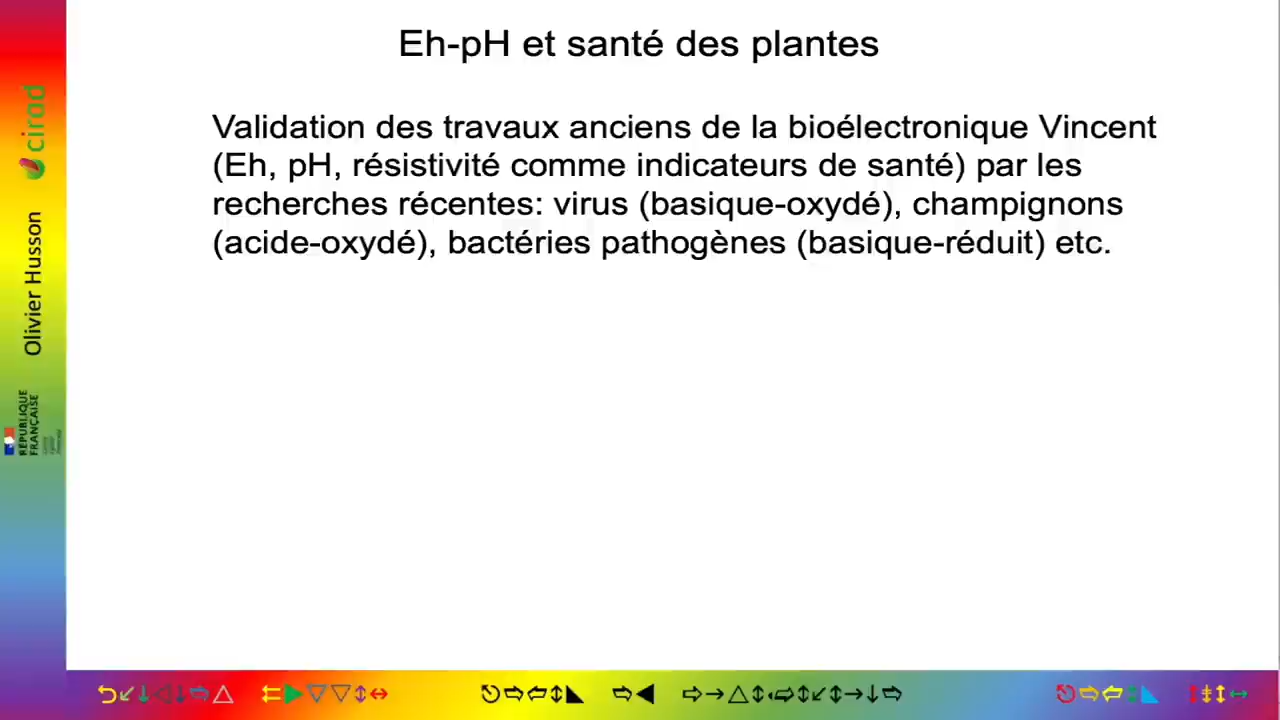 Eh-pH et santé des plantes
Validation des travaux anciens de la bioélectronique Vincent
(Eh, pH, résistivité comme indicateurs de santé) par les
recherches récentes: virus (basique-oxydé), champignons
(acide-oxydé), bactéries pathogènes (basique-réduit) etc.
cirad
Olivier Husson
RÉPUBLIQUE
FRANÇAISE